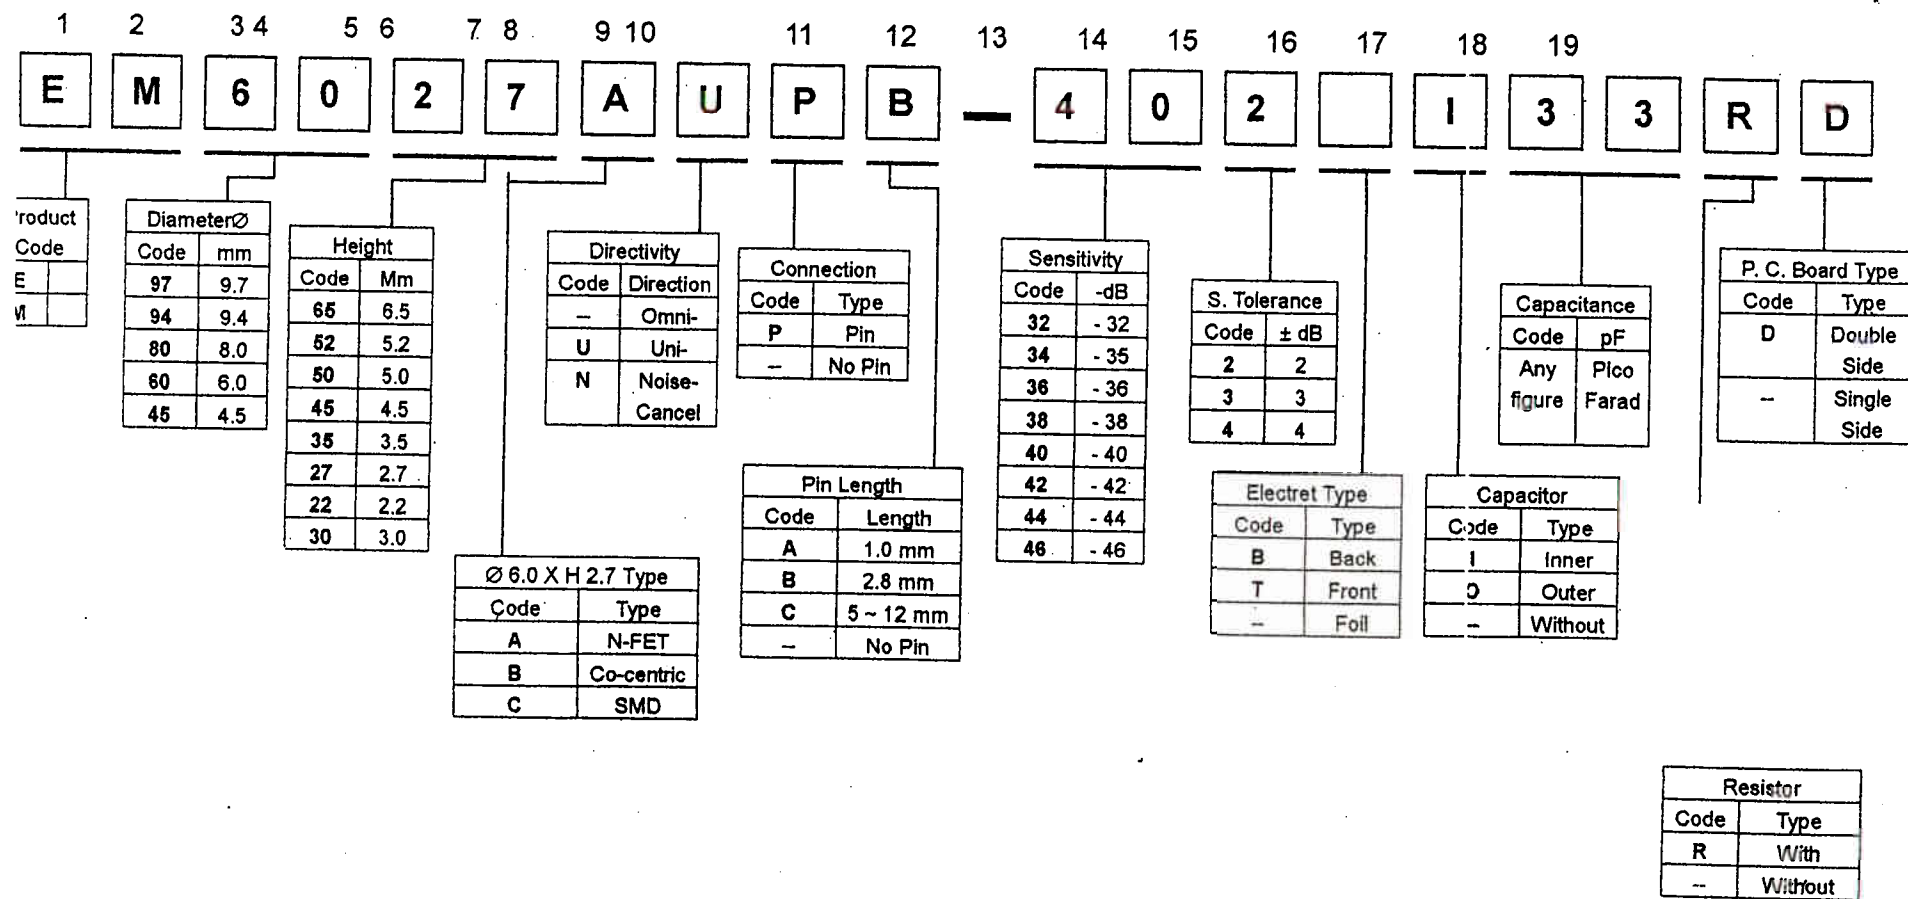 1 2 3 4 5 6 7 8 9 10 11 12 13 14 15 16 17 18 19
E M 6 0 2 7 A U P B — 4 0 2 I 3 3 R D
roduct
Code
E
M
Diameter∅
Code mm
97 9.7
94 9.4
80 8.0
60 6.0
45 4.5
Height
Code Mm
65 6.5
52 5.2
50 5.0
45 4.5
35 3.5
27 2.7
22 2.2
30 3.0
∅ 6.0 X H 2.7 Type
Code Type
A N-FET
B Co-centric
C SMD
Directivity
Code Direction
-- Omni-
U Uni-
N Noise-
Cancel
Connection
Code Type
P Pin
-- No Pin
Pin Length
Code Length
A 1.0 mm
B 2.8 mm
C 5 ~ 12 mm
-- No Pin
Sensitivity
Code -dB
32 - 32
34 - 35
36 - 36
38 - 38
40 - 40
42 - 42
44 - 44
46 - 46
S. Tolerance
Code ± dB
2 2
3 3
4 4
Electret Type
Code Type
B Back
T Front
-- Foil
Capacitor
Code Type
I Inner
O Outer
-- Without
Capacitance
Code pF
Any Pico
figure Farad
P. C. Board Type
Code Type
D Double
Side
-- Single
Side
Resistor
Code Type
R With
-- Without